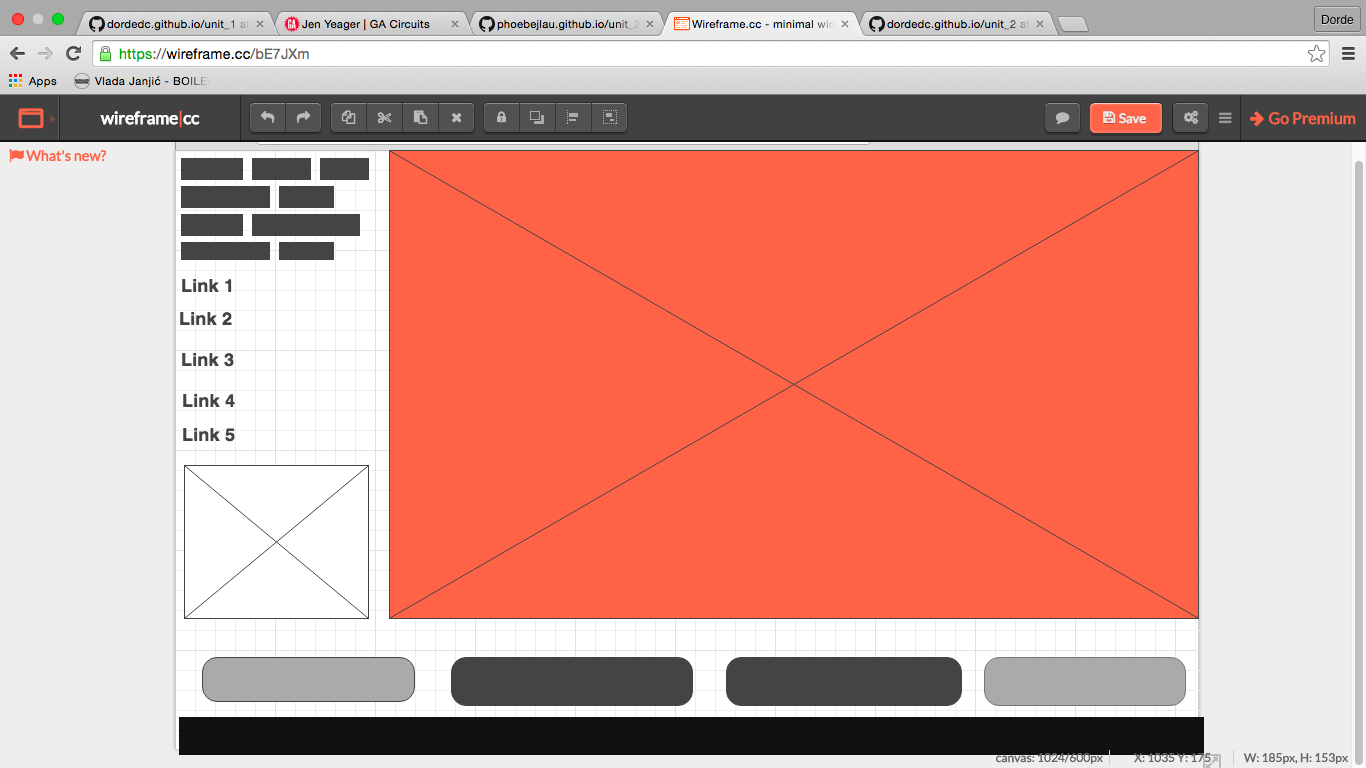 dordedc.github.io/unit_1 at
Jen Yeager | GA Circuits
phoebejlau.github.io/unit_2
Wireframe.cc - minimal wir
dordedc.github.io/unit_2 at
Dorde
https://wireframe.cc/bE7JXm
Apps
Vlada Janjić - BOILE
wireframe|cc
Save
Go Premium
What's new?
Link 1
Link 2
Link 3
Link 4
Link 5
canvas: 1024/600px
X: 1035 Y: 175
W: 185px, H: 153px